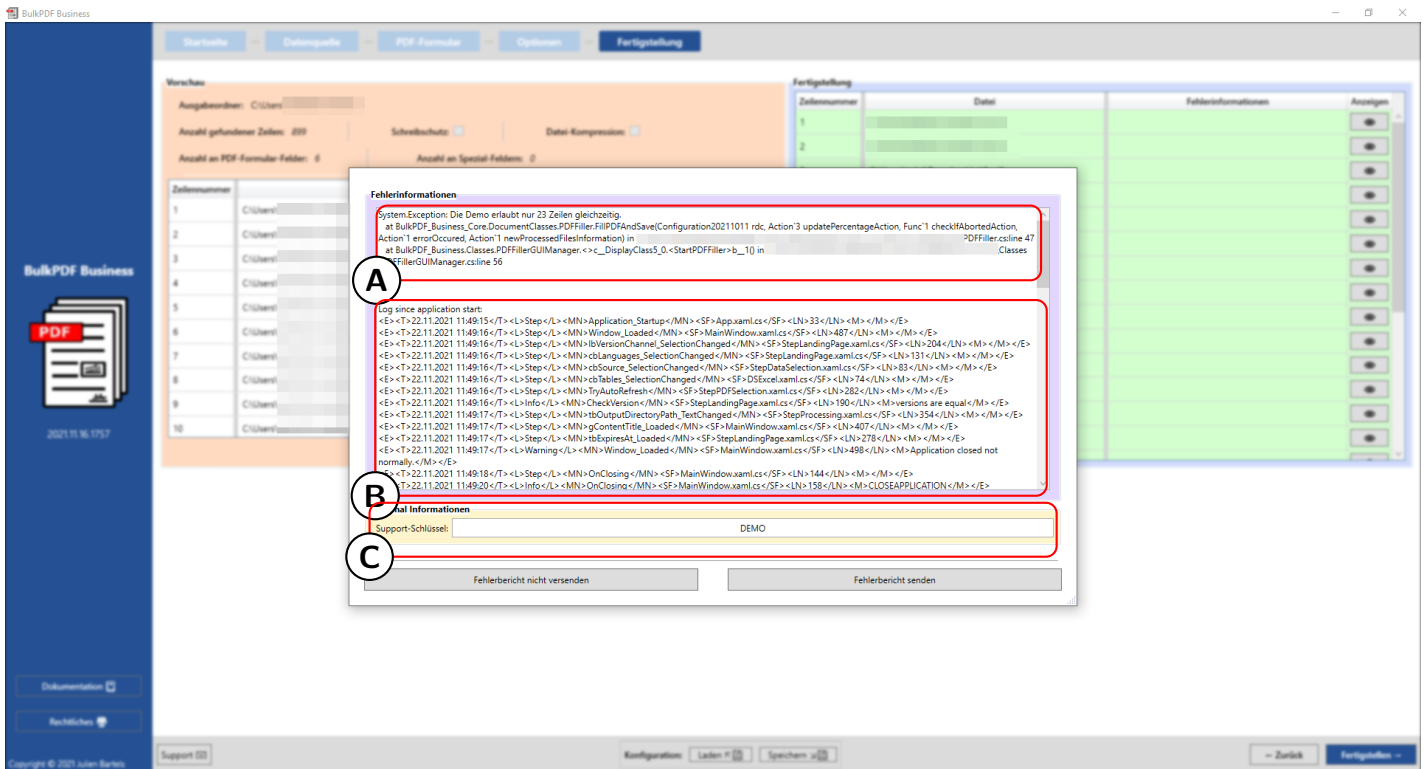 BulkPDF Business
Startseite
Datenquelle
PDF-Formular
Optionen
Fertigstellung
Vorschau
Ausgabeordner: C:\Users
Anzahl gefundener Zeilen: 899
Schreibschutz:
Datei-Kompression:
Anzahl an PDF-Formular-Felder: 6
Anzahl an Spezial-Feldern: 0
Zeilennummer
1 C:\Users\
2 C:\Users\
3 C:\Users\
4 C:\Users\
5 C:\Users\
6 C:\Users\
7 C:\Users\
8 C:\Users\
9 C:\Users\
10 C:\Users\
Fertigstellung
Zeilennummer Datei Fehlerinformationen Anzeigen
1
2
BulkPDF Business
PDF
2021.11.16.1757
Dokumentation
Rechtliches
Copyright © 2021 Julien Bartels
Fehlerinformationen
System.Exception: Die Demo erlaubt nur 23 Zeilen gleichzeitig.
at BulkPDF_Business_Core.DocumentClasses.PDFFiller.FillPDFAndSave(Configuration20211011 rdc, Action`3 updatePercentageAction, Func`1 checkIfAbortedAction,
Action`1 errorOccured, Action`1 newProcessedFilesInformation) in PDFFiller.cs:line 47
at BulkPDF_Business.Classes.PDFFillerGUIManager.<>c__DisplayClass5_0.<StartPDFFiller>b__1() in .Classes
PDFFillerGUIManager.cs:line 56
A
Log since application start:
<E><T>22.11.2021 11:49:15</T><L>Step</L><MN>Application_Startup</MN><SF>App.xaml.cs</SF><LN>33</LN><M></M></E>
<E><T>22.11.2021 11:49:16</T><L>Step</L><MN>Window_Loaded</MN><SF>MainWindow.xaml.cs</SF><LN>487</LN><M></M></E>
<E><T>22.11.2021 11:49:16</T><L>Step</L><MN>lbVersionChannel_SelectionChanged</MN><SF>StepLandingPage.xaml.cs</SF><LN>204</LN><M></M></E>
<E><T>22.11.2021 11:49:16</T><L>Step</L><MN>cbLanguages_SelectionChanged</MN><SF>StepLandingPage.xaml.cs</SF><LN>131</LN><M></M></E>
<E><T>22.11.2021 11:49:16</T><L>Step</L><MN>cbSource_SelectionChanged</MN><SF>StepDataSelection.xaml.cs</SF><LN>83</LN><M></M></E>
<E><T>22.11.2021 11:49:16</T><L>Step</L><MN>cbTables_SelectionChanged</MN><SF>DSExcel.xaml.cs</SF><LN>74</LN><M></M></E>
<E><T>22.11.2021 11:49:16</T><L>Step</L><MN>TryAutoRefresh</MN><SF>StepPDFSelection.xaml.cs</SF><LN>282</LN><M></M></E>
<E><T>22.11.2021 11:49:16</T><L>Info</L><MN>CheckVersion</MN><SF>StepLandingPage.xaml.cs</SF><LN>190</LN><M>versions are equal</M></E>
<E><T>22.11.2021 11:49:17</T><L>Step</L><MN>tbOutputDirectoryPath_TextChanged</MN><SF>StepProcessing.xaml.cs</SF><LN>354</LN><M></M></E>
<E><T>22.11.2021 11:49:17</T><L>Step</L><MN>gContentTitle_Loaded</MN><SF>MainWindow.xaml.cs</SF><LN>407</LN><M></M></E>
<E><T>22.11.2021 11:49:17</T><L>Step</L><MN>tbExpiresAt_Loaded</MN><SF>StepLandingPage.xaml.cs</SF><LN>278</LN><M></M></E>
<E><T>22.11.2021 11:49:17</T><L>Warning</L><MN>Window_Loaded</MN><SF>MainWindow.xaml.cs</SF><LN>498</LN><M>Application closed not
normally.</M></E>
<E><T>22.11.2021 11:49:18</T><L>Step</L><MN>OnClosing</MN><SF>MainWindow.xaml.cs</SF><LN>144</LN><M></M></E>
<T>22.11.2021 11:49:20</T><L>Info</L><MN>OnClosing</MN><SF>MainWindow.xaml.cs</SF><LN>158</LN><M>CLOSEAPPLICATION</M></E>
B
Informationen
Support-Schlüssel: DEMO
C
Fehlerbericht nicht versenden
Fehlerbericht senden
Support
Konfiguration: Laden Speichern
Zurück
Fertigstellen